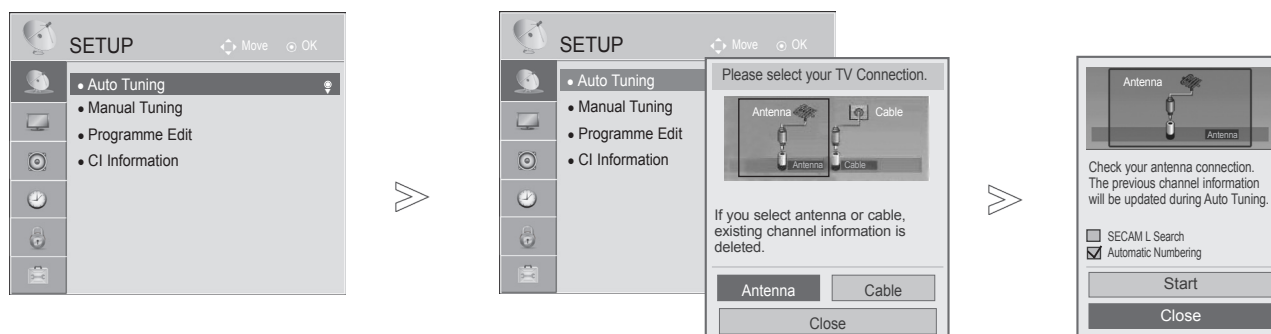 SETUP
Move OK
• Auto Tuning
• Manual Tuning
• Programme Edit
• CI Information
>
SETUP
Move OK
• Auto Tuning
• Manual Tuning
• Programme Edit
• CI Information
Please select your TV Connection.
Antenna Cable
Antenna Cable
If you select antenna or cable,
existing channel information is
deleted.
Antenna Cable
Close
>
Antenna
Antenna
Check your antenna connection.
The previous channel information
will be updated during Auto Tuning.
SECAM L Search
Automatic Numbering
Start
Close